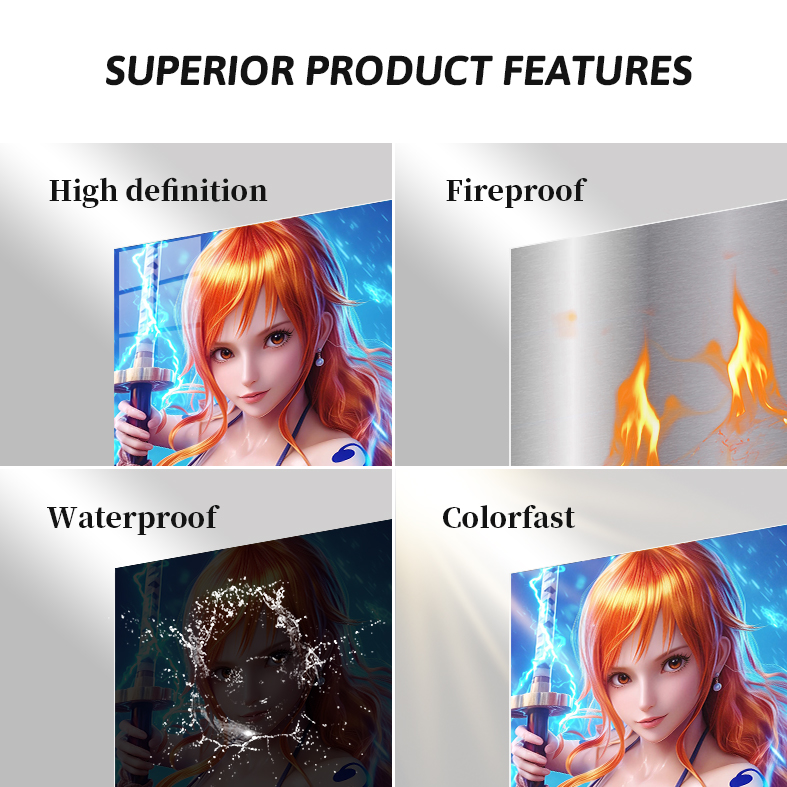 SUPERIOR PRODUCT FEATURES
High definition
Fireproof
Waterproof
Colorfast